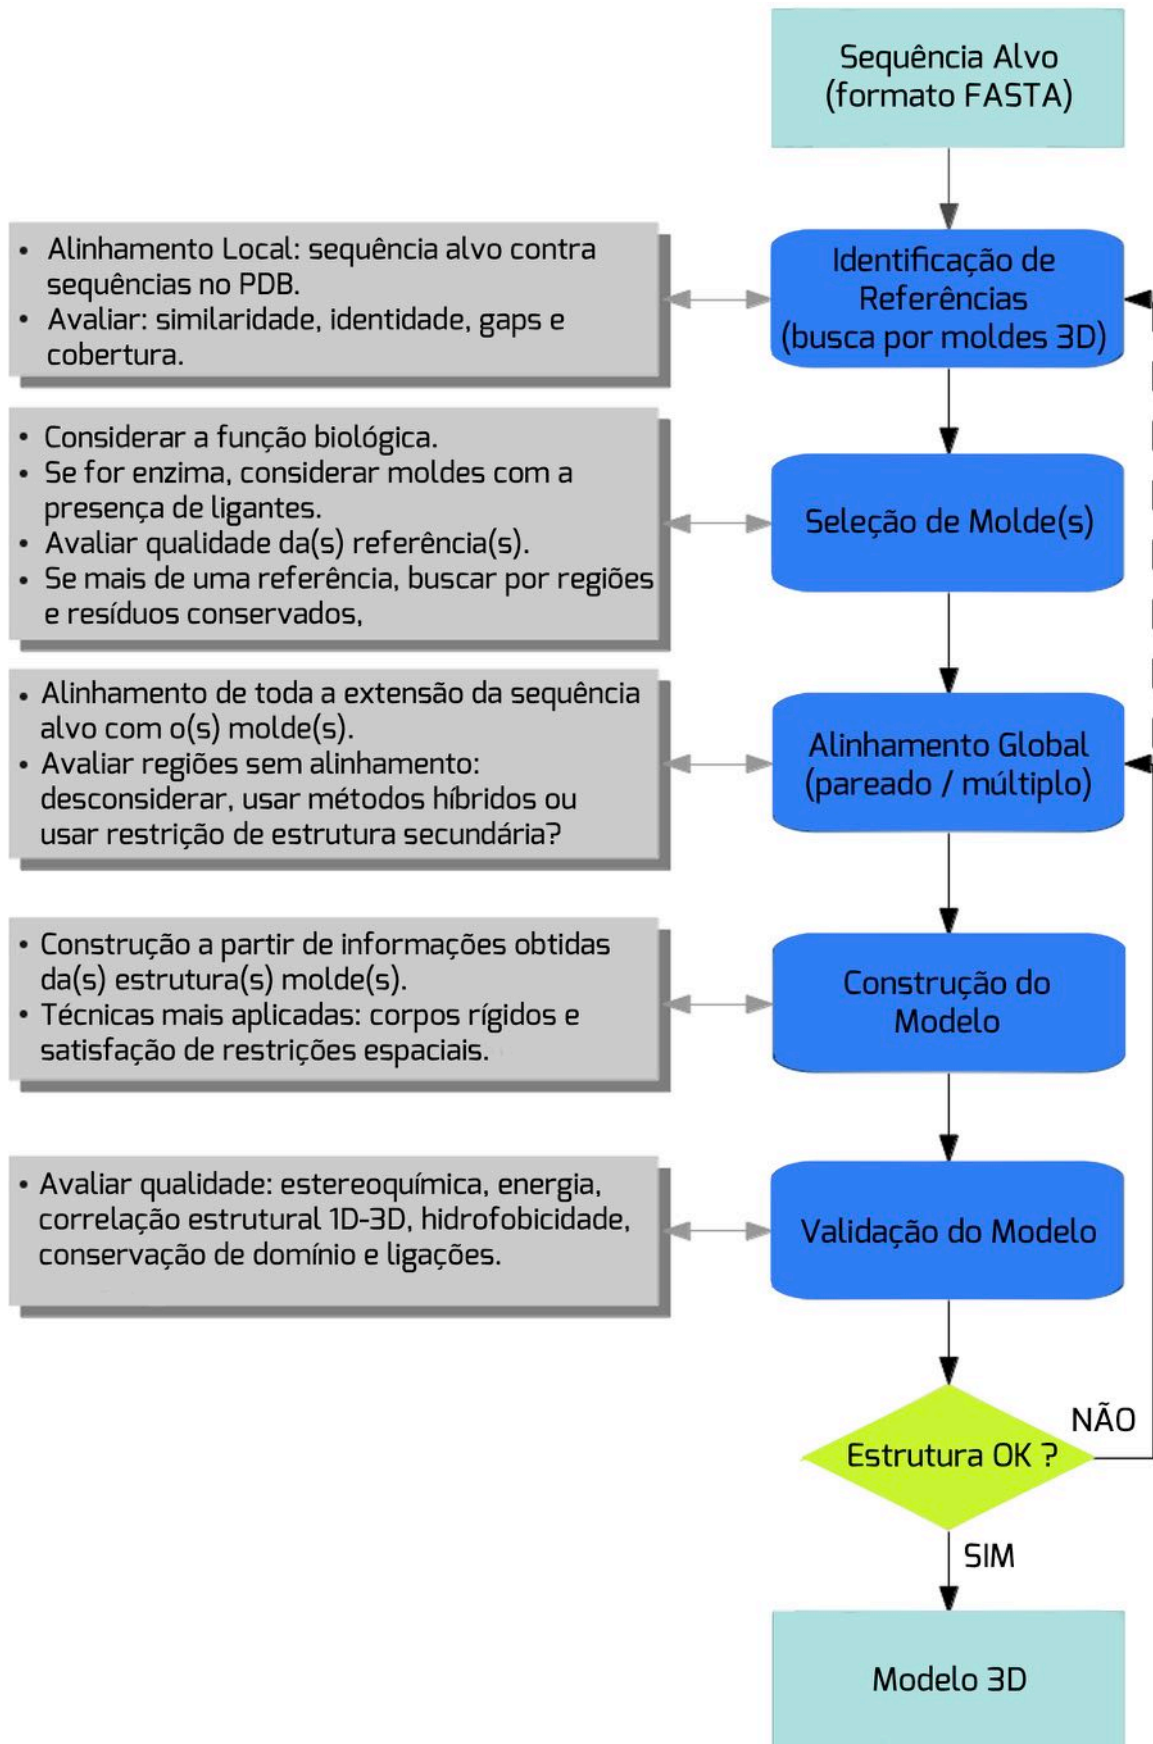 Sequência Alvo
(formato FASTA)
• Alinhamento Local: sequência alvo contra
sequências no PDB.
• Avaliar: similaridade, identidade, gaps e
cobertura.
Identificação de
Referências
(busca por moldes 3D)
• Considerar a função biológica.
• Se for enzima, considerar moldes com a
presença de ligantes.
• Avaliar qualidade da(s) referência(s).
• Se mais de uma referência, buscar por regiões
e resíduos conservados,
Seleção de Molde(s)
• Alinhamento de toda a extensão da sequência
alvo com o(s) molde(s).
• Avaliar regiões sem alinhamento:
desconsiderar, usar métodos híbridos ou
usar restrição de estrutura secundária?
Alinhamento Global
(pareado / múltiplo)
• Construção a partir de informações obtidas
da(s) estrutura(s) molde(s).
• Técnicas mais aplicadas: corpos rígidos e
satisfação de restrições espaciais.
Construção do
Modelo
• Avaliar qualidade: estereoquímica, energia,
correlação estrutural 1D-3D, hidrofobicidade,
conservação de domínio e ligações.
Validação do Modelo
NÃO
Estrutura OK ?
SIM
Modelo 3D